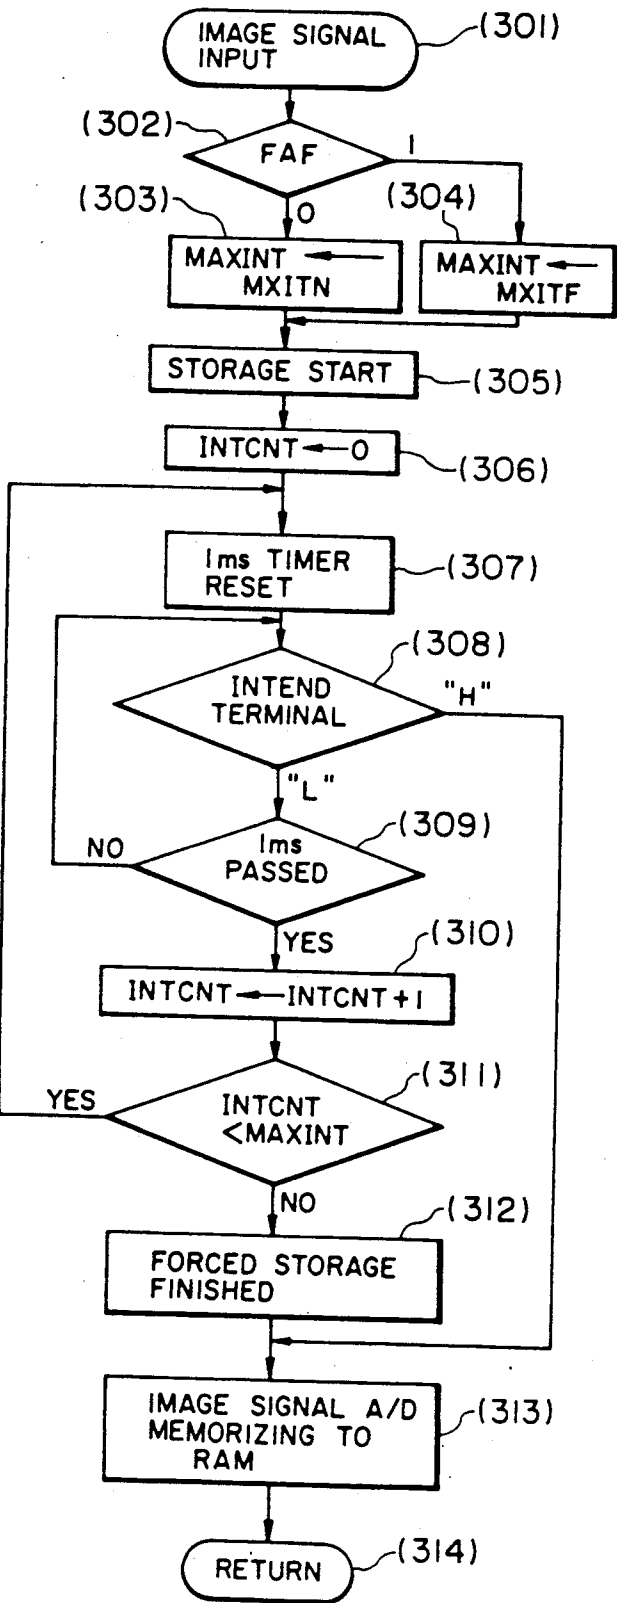 IMAGE SIGNAL
INPUT
(301)
(302)
FAF
1
0
(303)
(304)
MAXINT ←
MXITN
MAXINT ←
MXITF
STORAGE START
(305)
INTCNT ← 0
(306)
1ms TIMER
RESET
(307)
(308)
INTEND
TERMINAL
"H"
"L"
(309)
1ms
PASSED
NO
YES
(310)
INTCNT ← INTCNT + 1
(311)
INTCNT
<MAXINT
YES
NO
(312)
FORCED STORAGE
FINISHED
IMAGE SIGNAL A/D
MEMORIZING TO
RAM
(313)
RETURN
(314)